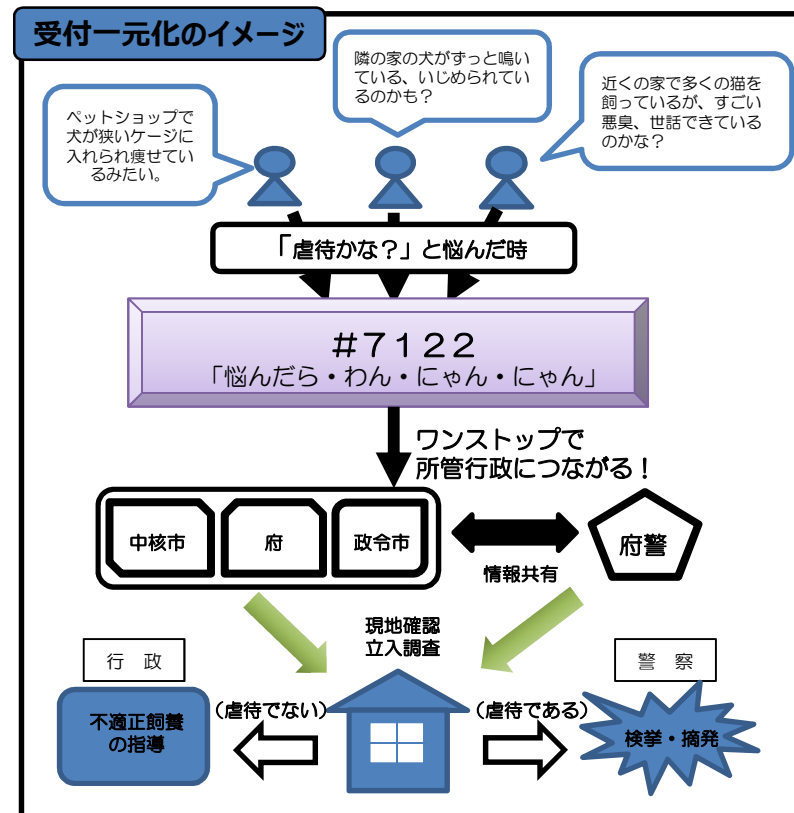 受付一元化のイメージ
隣の家の犬がずっと鳴い
ている、いじめられてい
るのかも？
近くの家で多くの猫を
飼っているが、すごい
悪臭、世話できている
のかな？
ペットショップで
犬が狭いケージに
入れられ痩せてい
るみたい。
「虐待かな？」と悩んだ時
＃７１２２
「悩んだら・わん・にゃん・にゃん」
ワンストップで
所管行政につながる！
中核市
府
政令市
府警
情報共有
現地確認
立入調査
行　政
警　察
不適正飼養
の指導
（虐待でない）
（虐待である）
検挙・摘発